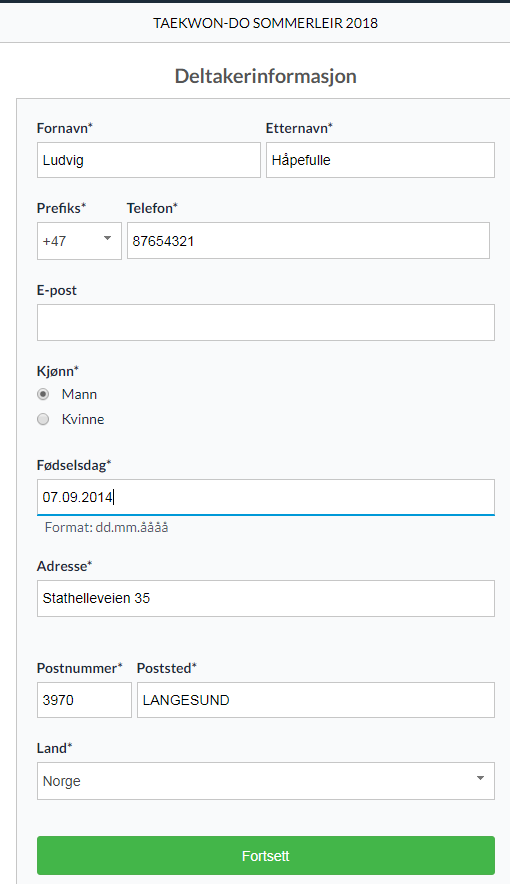 TAEKWON-DO SOMMERLEIR 2018
Deltakerinformasjon
Fornavn* Etternavn*
Ludvig Håpefulle
Prefiks* Telefon*
+47 87654321
E-post
Kjønn*
Mann
Kvinne
Fødselsdag*
07.09.2014
Format: dd.mm.åååå
Adresse*
Stathelleveien 35
Postnummer* Poststed*
3970 LANGESUND
Land*
Norge
Fortsett